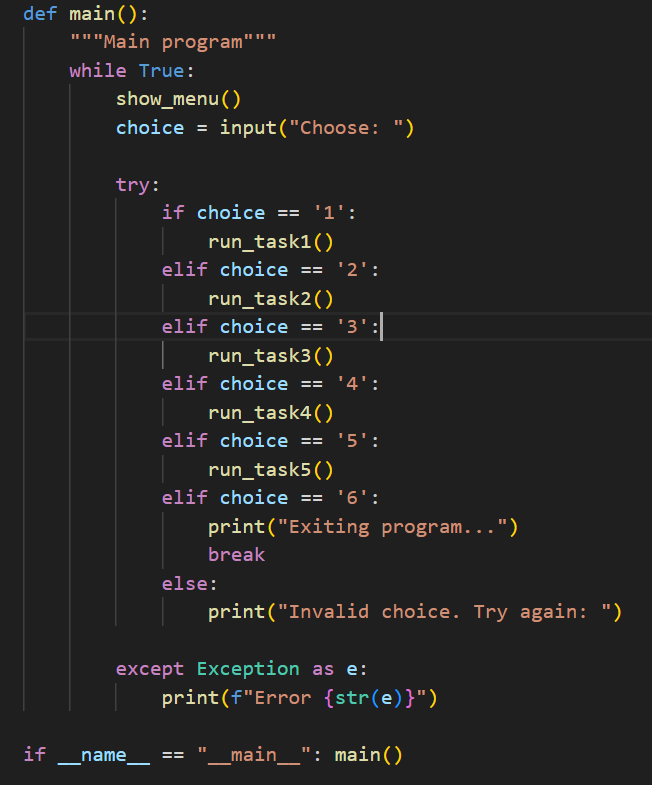 def main():
    """Main program"""
    while True:
        show_menu()
        choice = input("Choose: ")

        try:
            if choice == '1':
                run_task1()
            elif choice == '2':
                run_task2()
            elif choice == '3':
                run_task3()
            elif choice == '4':
                run_task4()
            elif choice == '5':
                run_task5()
            elif choice == '6':
                print("Exiting program...")
                break
            else:
                print("Invalid choice. Try again: ")

        except Exception as e:
            print(f"Error {str(e)}")

if __name__ == "__main__": main()